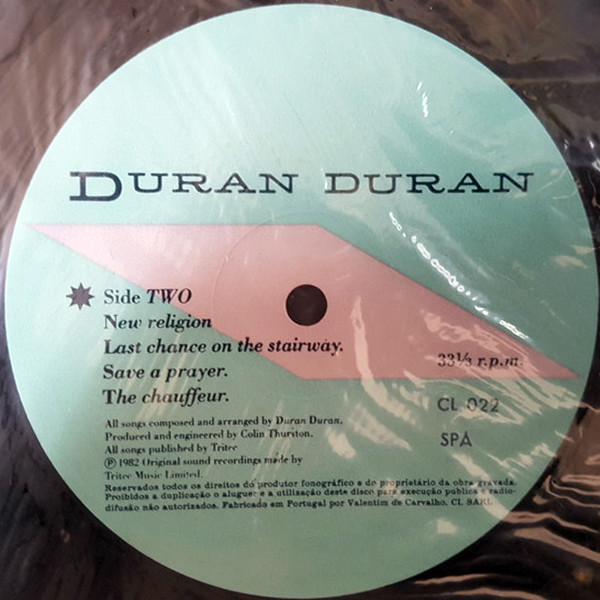 DURAN DURAN
Side TWO
New religion
Last chance on the stairway.
Save a prayer.
The chauffeur.
33⅓ r.p.m.
CL 022
SPA
All songs composed and arranged by Duran Duran.
Produced and engineered by Colin Thurston.
All songs published by Tritec
Ⓟ 1982 Original sound recordings made by
Tritec Music Limited.
Reservados todos os direitos do produtor fonográfico e do proprietário da obra gravada.
Proibidos a duplicação o aluguer e a utilização deste disco para execução publica e radio-
difusão não autorizados. Fabricado em Portugal por Valentim de Carvalho, CI. SARL